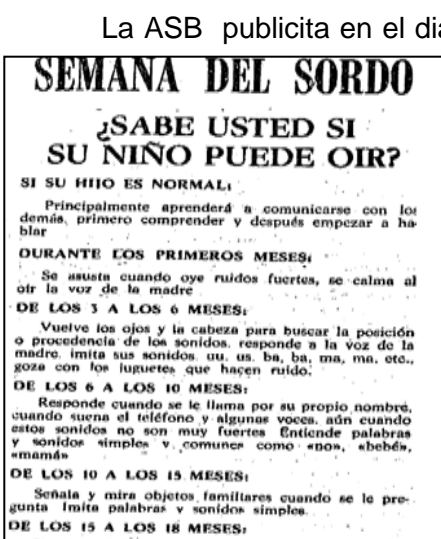 La ASB publicita en el dia
SEMANA DEL SORDO
¿SABE USTED SI
SU NIÑO PUEDE OIR?
SI SU HIJO ES NORMAL:
Principalmente aprenderá a comunicarse con los
demás, primero comprender y después empezar a ha-
blar
DURANTE LOS PRIMEROS MESES:
Se asusta cuando oye ruidos fuertes, se calma al
oír la voz de la madre
DE LOS 3 A LOS 6 MESES:
Vuelve los ojos y la cabeza para buscar la posición
o procedencia de los sonidos. responde a la voz de la
madre. imita sus sonidos. uu. us. ba, ba, ma, ma, etc.,
goza con los juguetes que hacen ruido.
DE LOS 6 A LOS 10 MESES:
Responde cuando se le llama por su propio nombre,
cuando suena el teléfono y algunas voces, aún cuando
estos sonidos no son muy fuertes Entiende palabras
y sonidos simples y comunes como «no», «bebé»,
«mamá»
DE LOS 10 A LOS 15 MESES:
Señala y mira objetos familiares cuando se le pre-
gunta Imita palabras y sonidos simples
DE LOS 15 A LOS 18 MESES: